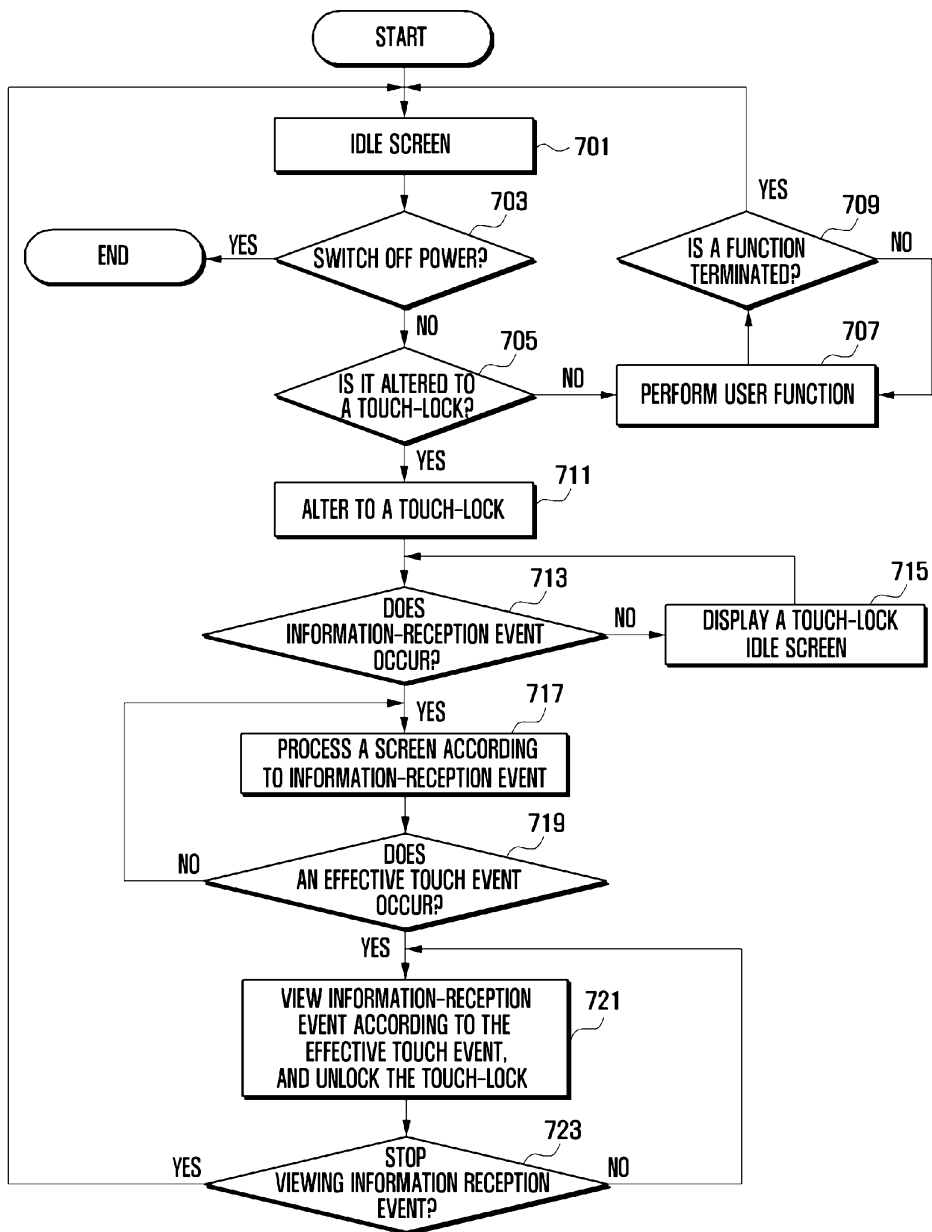 START
IDLE SCREEN
701
703
SWITCH OFF POWER?
YES
END
YES
709
IS A FUNCTION
TERMINATED?
NO
NO
705
IS IT ALTERED TO
A TOUCH-LOCK?
NO
707
PERFORM USER FUNCTION
YES
711
ALTER TO A TOUCH-LOCK
713
DOES
INFORMATION-RECEPTION EVENT
OCCUR?
NO
715
DISPLAY A TOUCH-LOCK
IDLE SCREEN
YES
717
PROCESS A SCREEN ACCORDING
TO INFORMATION-RECEPTION EVENT
719
DOES
AN EFFECTIVE TOUCH EVENT
OCCUR?
NO
YES
VIEW INFORMATION-RECEPTION
EVENT ACCORDING TO THE
EFFECTIVE TOUCH EVENT,
AND UNLOCK THE TOUCH-LOCK
721
723
STOP
VIEWING INFORMATION RECEPTION
EVENT?
YES
NO